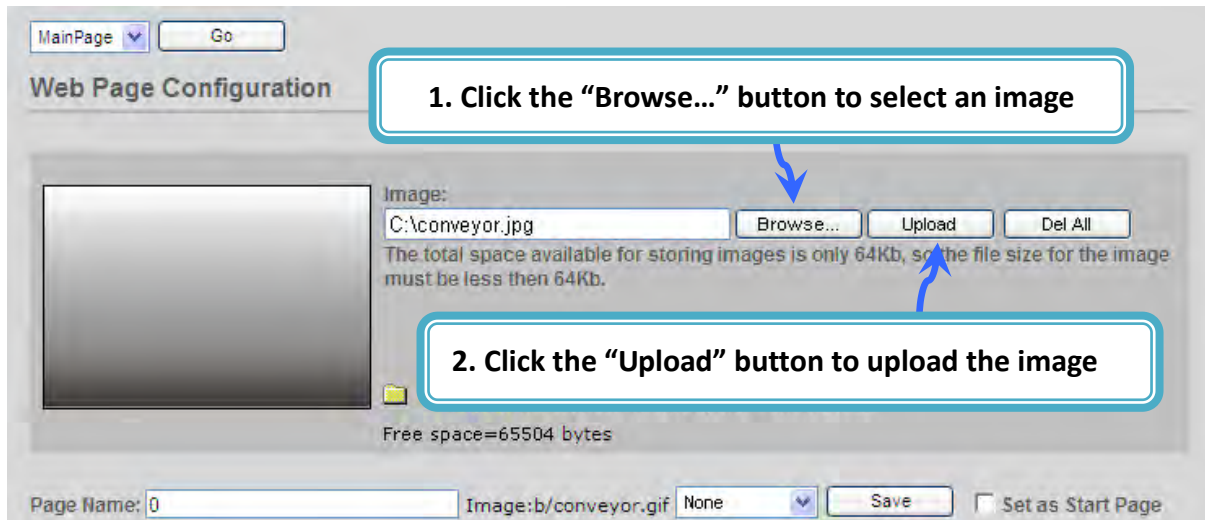 MainPage Go
Web Page Configuration
1. Click the “Browse…” button to select an image
Image:
C:\conveyor.jpg Browse... Upload Del All
The total space available for storing images is only 64Kb, so the file size for the image
must be less then 64Kb.
2. Click the “Upload” button to upload the image
Free space=65504 bytes
Page Name: 0 Image:b/conveyor.gif None Save Set as Start Page